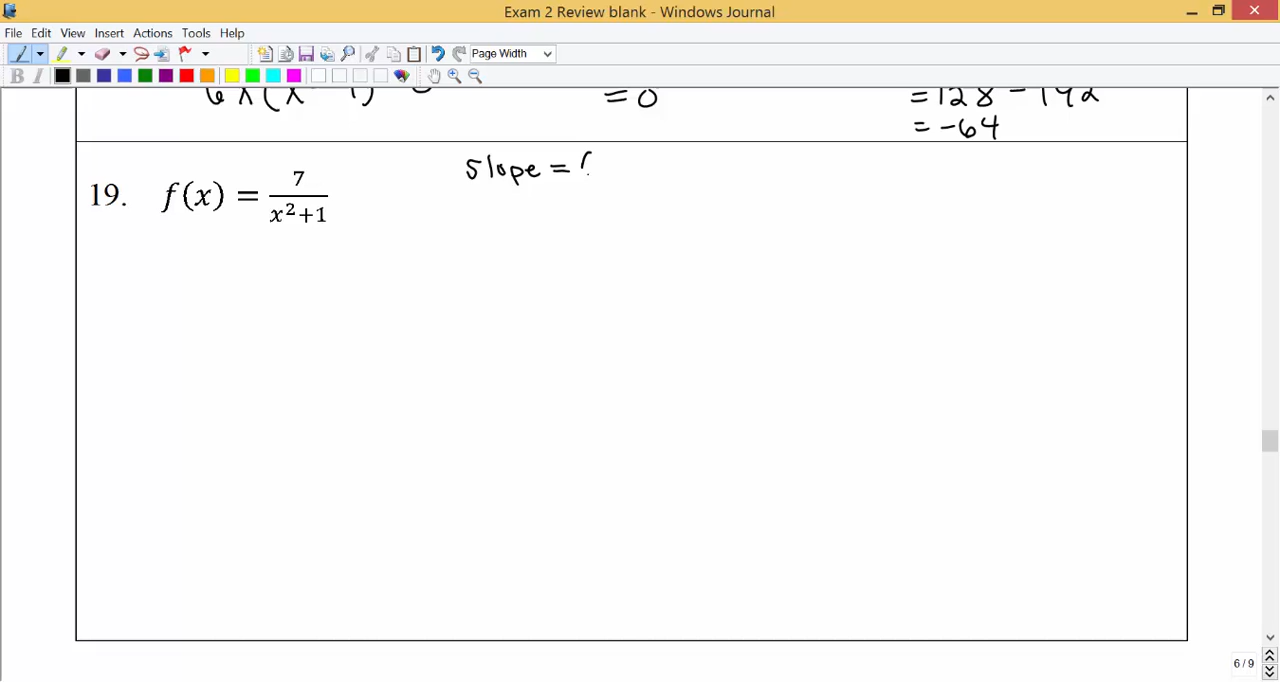 Exam 2 Review blank - Windows Journal
File Edit View Insert Actions Tools Help
Page Width
B I
= 0
= 128 - 192
= -64
19. f(x) = 7/(x²+1)
Slope =
6 / 9